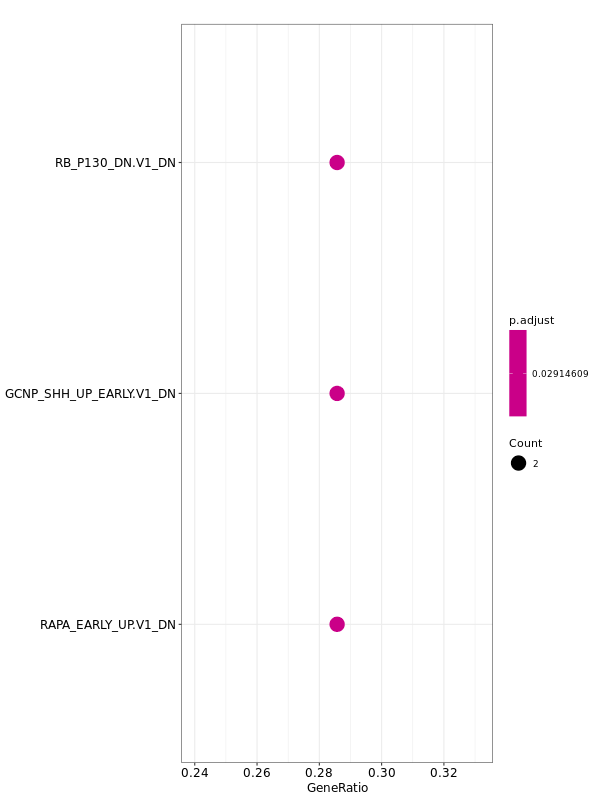 RB_P130_DN.V1_DN
GCNP_SHH_UP_EARLY.V1_DN
RAPA_EARLY_UP.V1_DN
0.24 0.26 0.28 0.30 0.32
GeneRatio
p.adjust
0.02914609
Count
2